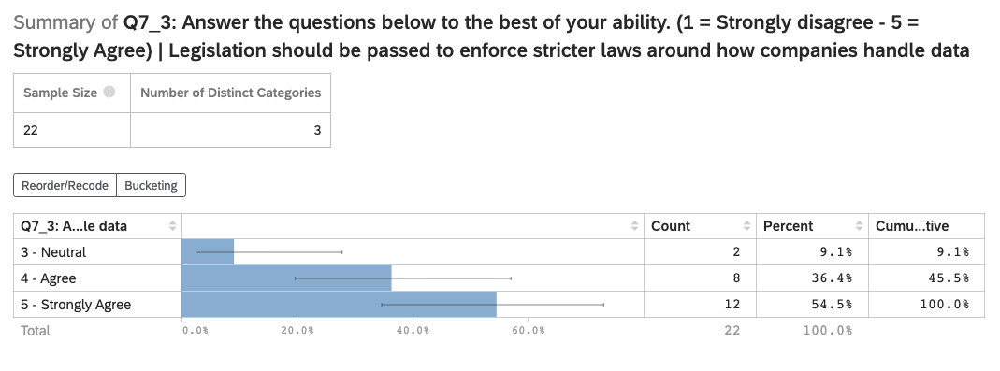 Summary of Q7_3: Answer the questions below to the best of your ability. (1 = Strongly disagree - 5 =
Strongly Agree) | Legislation should be passed to enforce stricter laws around how companies handle data
Sample Size Number of Distinct Categories
22 3
Reorder/Recode Bucketing
Q7_3: A...le data Count Percent Cumu...tive
3 - Neutral 2 9.1% 9.1%
4 - Agree 8 36.4% 45.5%
5 - Strongly Agree 12 54.5% 100.0%
Total 0.0% 20.0% 40.0% 60.0% 22 100.0%